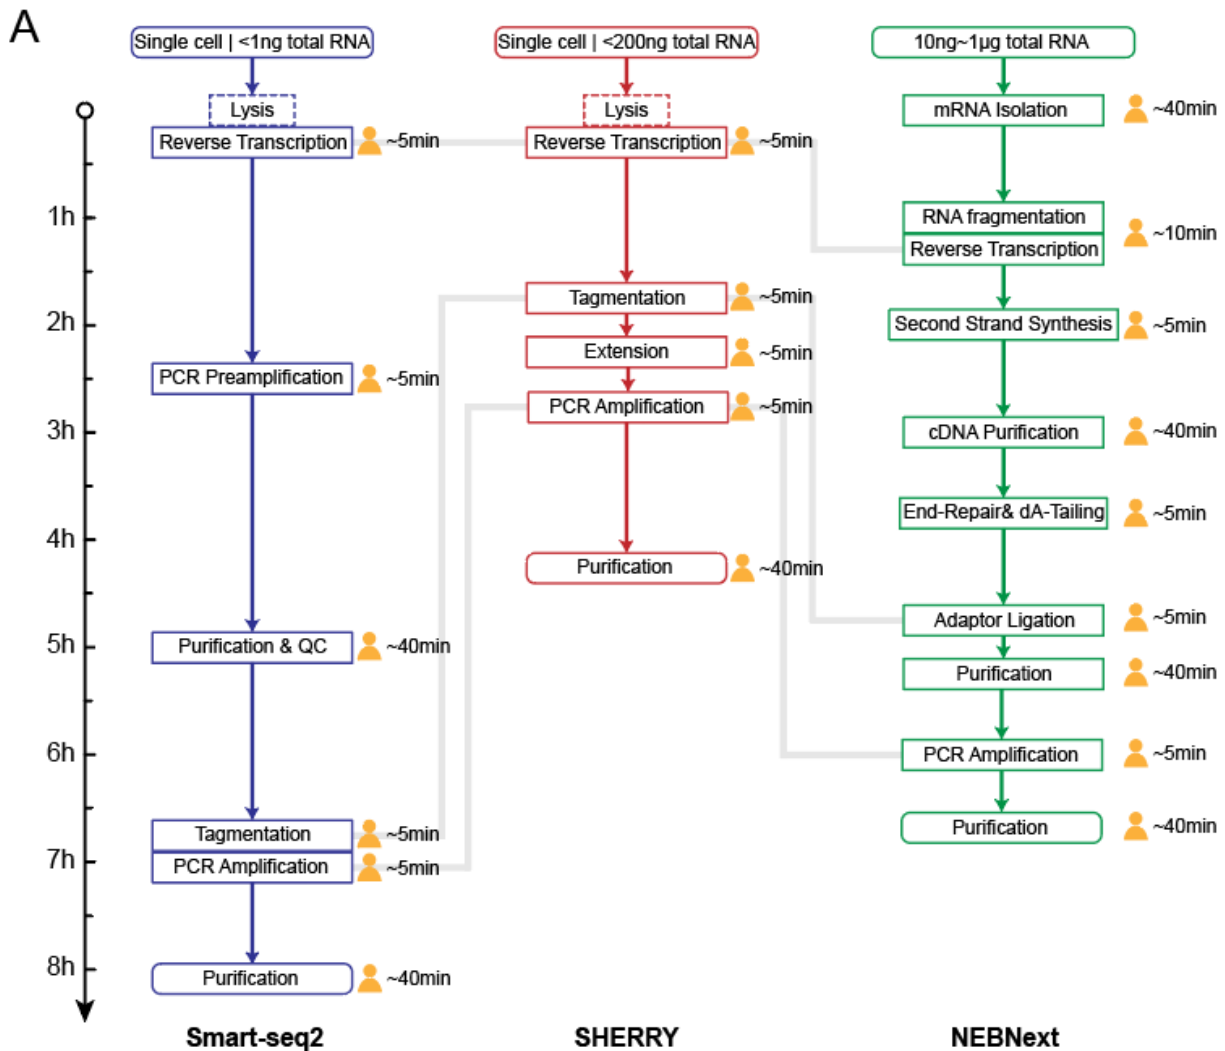 A
Single cell | <1ng total RNA
Single cell | <200ng total RNA
10ng~1µg total RNA
Lysis
Lysis
mRNA Isolation
~40min
Reverse Transcription
~5min
Reverse Transcription
~5min
1h
RNA fragmentation
~10min
Reverse Transcription
Tagmentation
~5min
2h
Second Strand Synthesis
~5min
Extension
~5min
PCR Preamplification
~5min
PCR Amplification
~5min
3h
cDNA Purification
~40min
End-Repair& dA-Tailing
~5min
4h
Purification
~40min
Adaptor Ligation
~5min
5h
Purification & QC
~40min
Purification
~40min
6h
PCR Amplification
~5min
Tagmentation
~5min
Purification
~40min
7h
PCR Amplification
~5min
8h
Purification
~40min
Smart-seq2
SHERRY
NEBNext